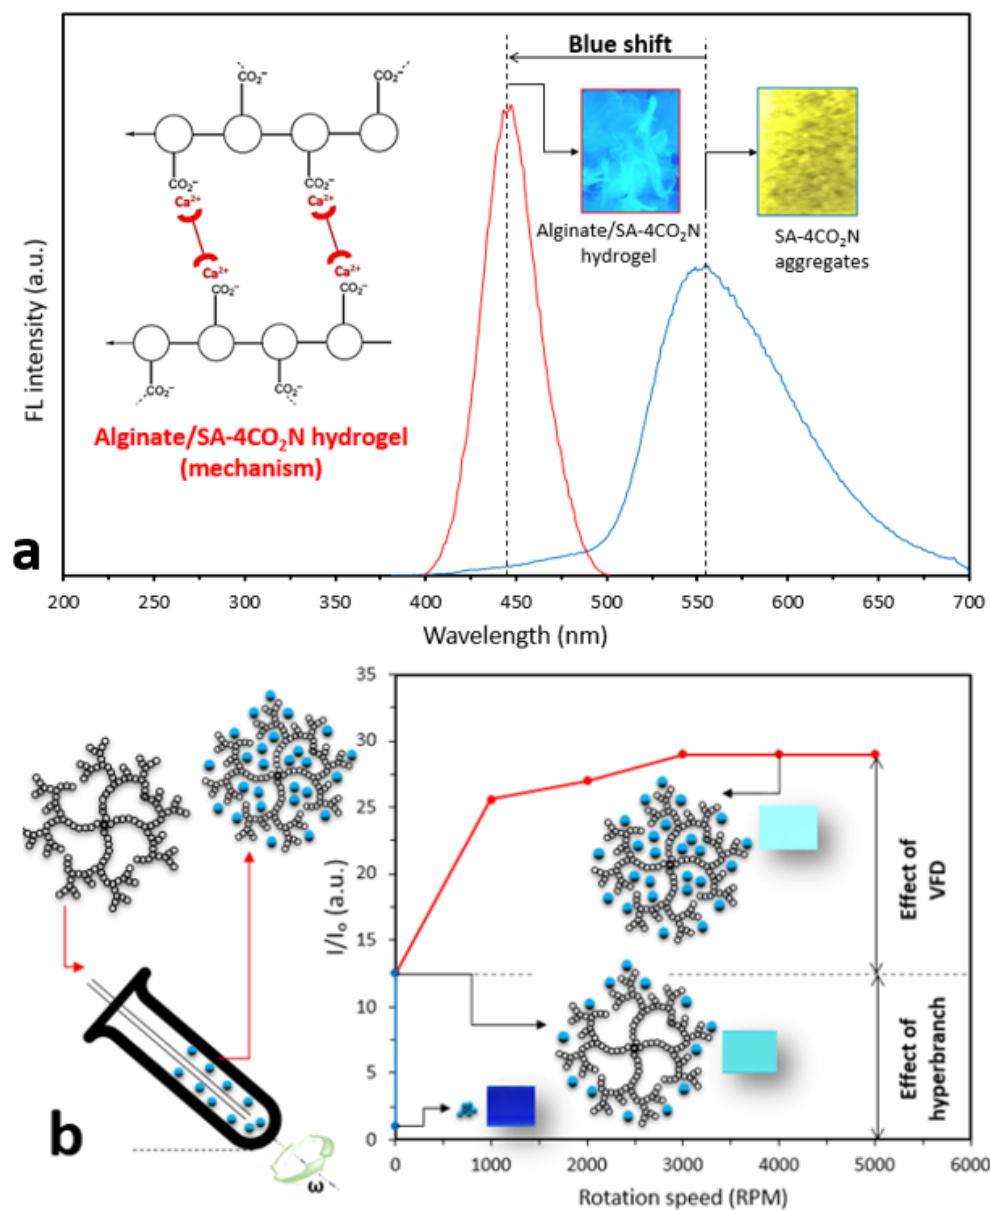 Blue shift
CO₂⁻ CO₂⁻
CO₂⁻ CO₂⁻
Ca²⁺ Ca²⁺
Ca²⁺ Ca²⁺
CO₂⁻ CO₂⁻
CO₂⁻ CO₂⁻
Alginate/SA-4CO₂N hydrogel
(mechanism)
Alginate/SA-4CO₂N
hydrogel
SA-4CO₂N
aggregates
FL intensity (a.u.)
a
200 250 300 350 400 450 500 550 600 650 700
Wavelength (nm)
b
ω
35
30
25
20
15
10
5
0
I/Iₒ (a.u.)
Effect of
VFD
Effect of
hyperbranch
0 1000 2000 3000 4000 5000 6000
Rotation speed (RPM)